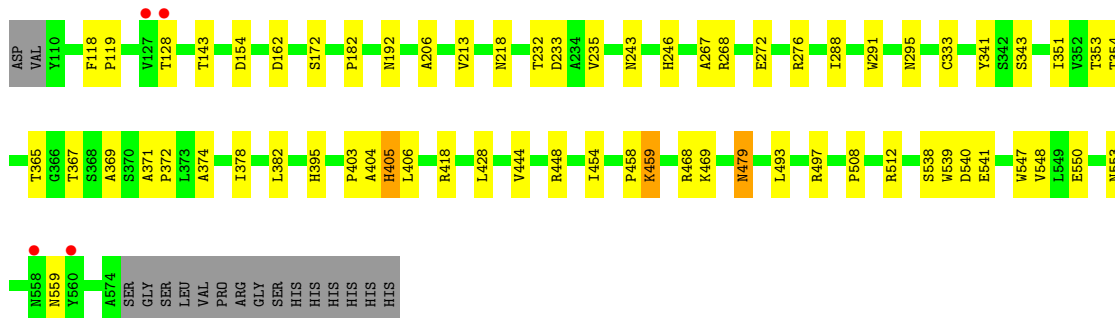 ASP VAL Y110 F118 P119 V127 T128 T143 D154 D162 S172 P182 N192 A206 V213 N218 T232 D233 A234 V235 N243 H246 A267 R268 E272 R276 I288 W291 N295 C333 Y341 S342 S343 I351 V352 T353 T354
T365 G366 T367 S368 A369 S370 A371 P372 L373 A374 I378 L382 H395 P403 A404 H405 L406 R418 L428 V444 R448 I454 P458 K459 R468 K469 N479 L493 R497 P508 R512 S538 W539 D540 E541 W547 V548 L549 E550 N553
N558 N559 Y560 A574 SER GLY SER LEU VAL PRO ARG GLY SER HIS HIS HIS HIS HIS HIS